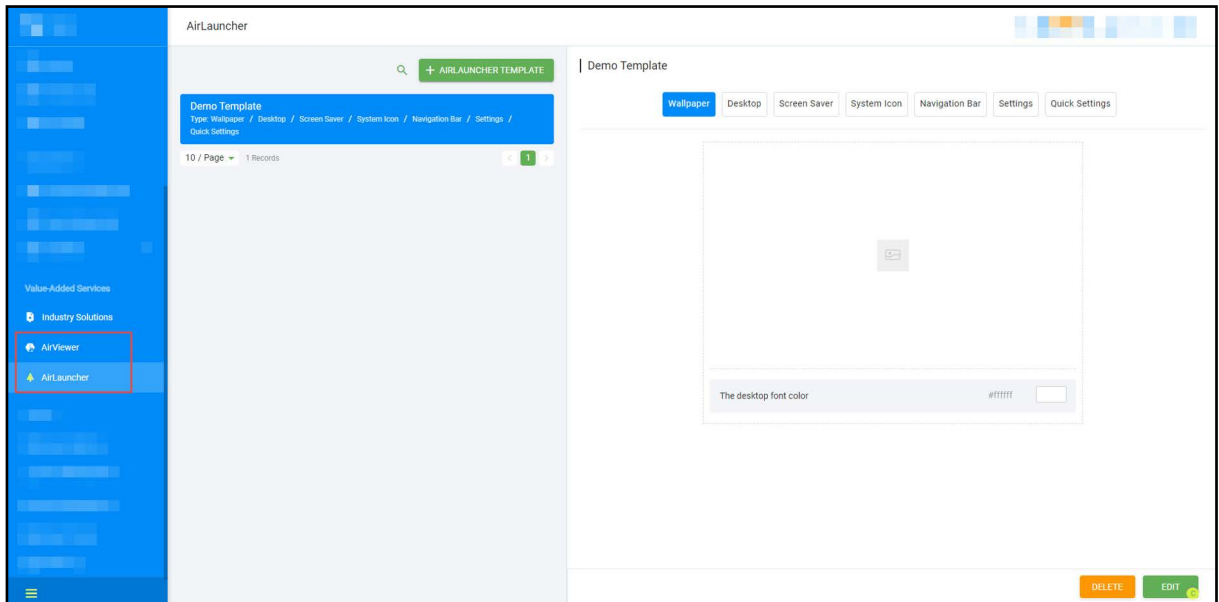 AirLauncher
+ AIRLAUNCHER TEMPLATE
Demo Template
Type: Wallpaper / Desktop / Screen Saver / System Icon / Navigation Bar / Settings /
Quick Settings
10 / Page
1 Records
1
Value-Added Services
Industry Solutions
AirViewer
AirLauncher
Demo Template
Wallpaper
Desktop
Screen Saver
System Icon
Navigation Bar
Settings
Quick Settings
The desktop font color
#ffffff
DELETE
EDIT
C